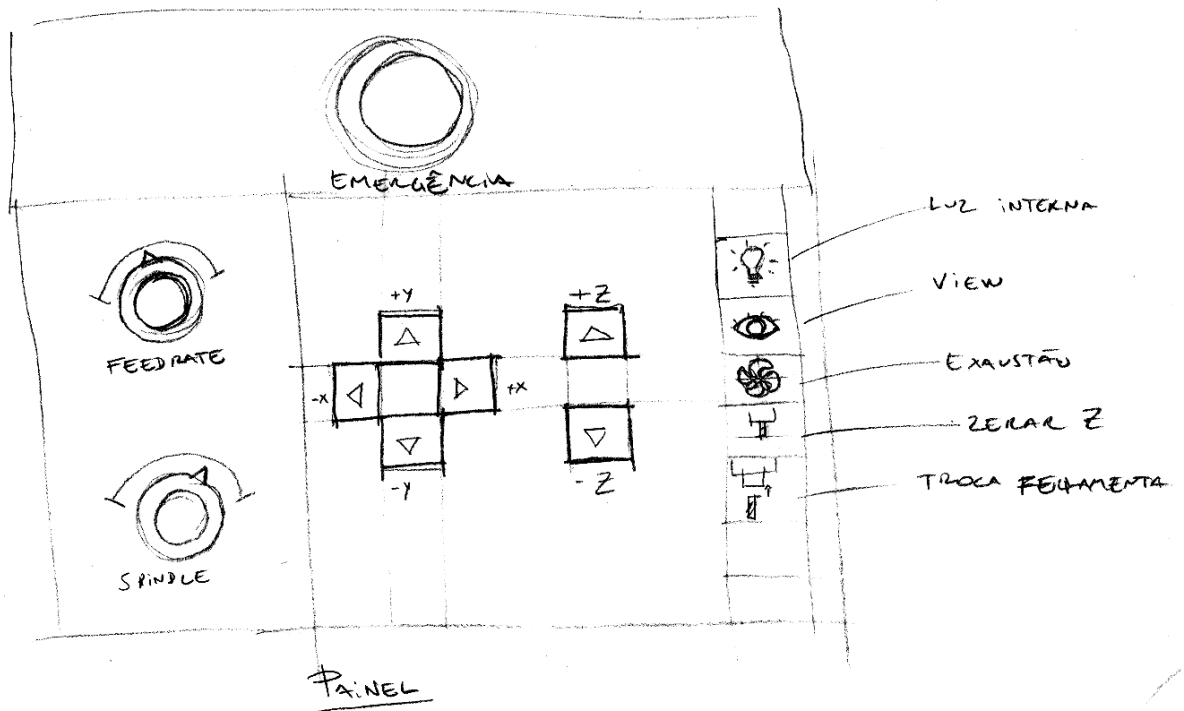 EMERGÊNCIA
LUZ INTERNA
VIEW
EXAUSTÃO
ZERAR Z
TROCA FERRAMENTA
FEEDRATE
+Y
+Z
-X
+X
-Y
-Z
SPINDLE
PAINEL